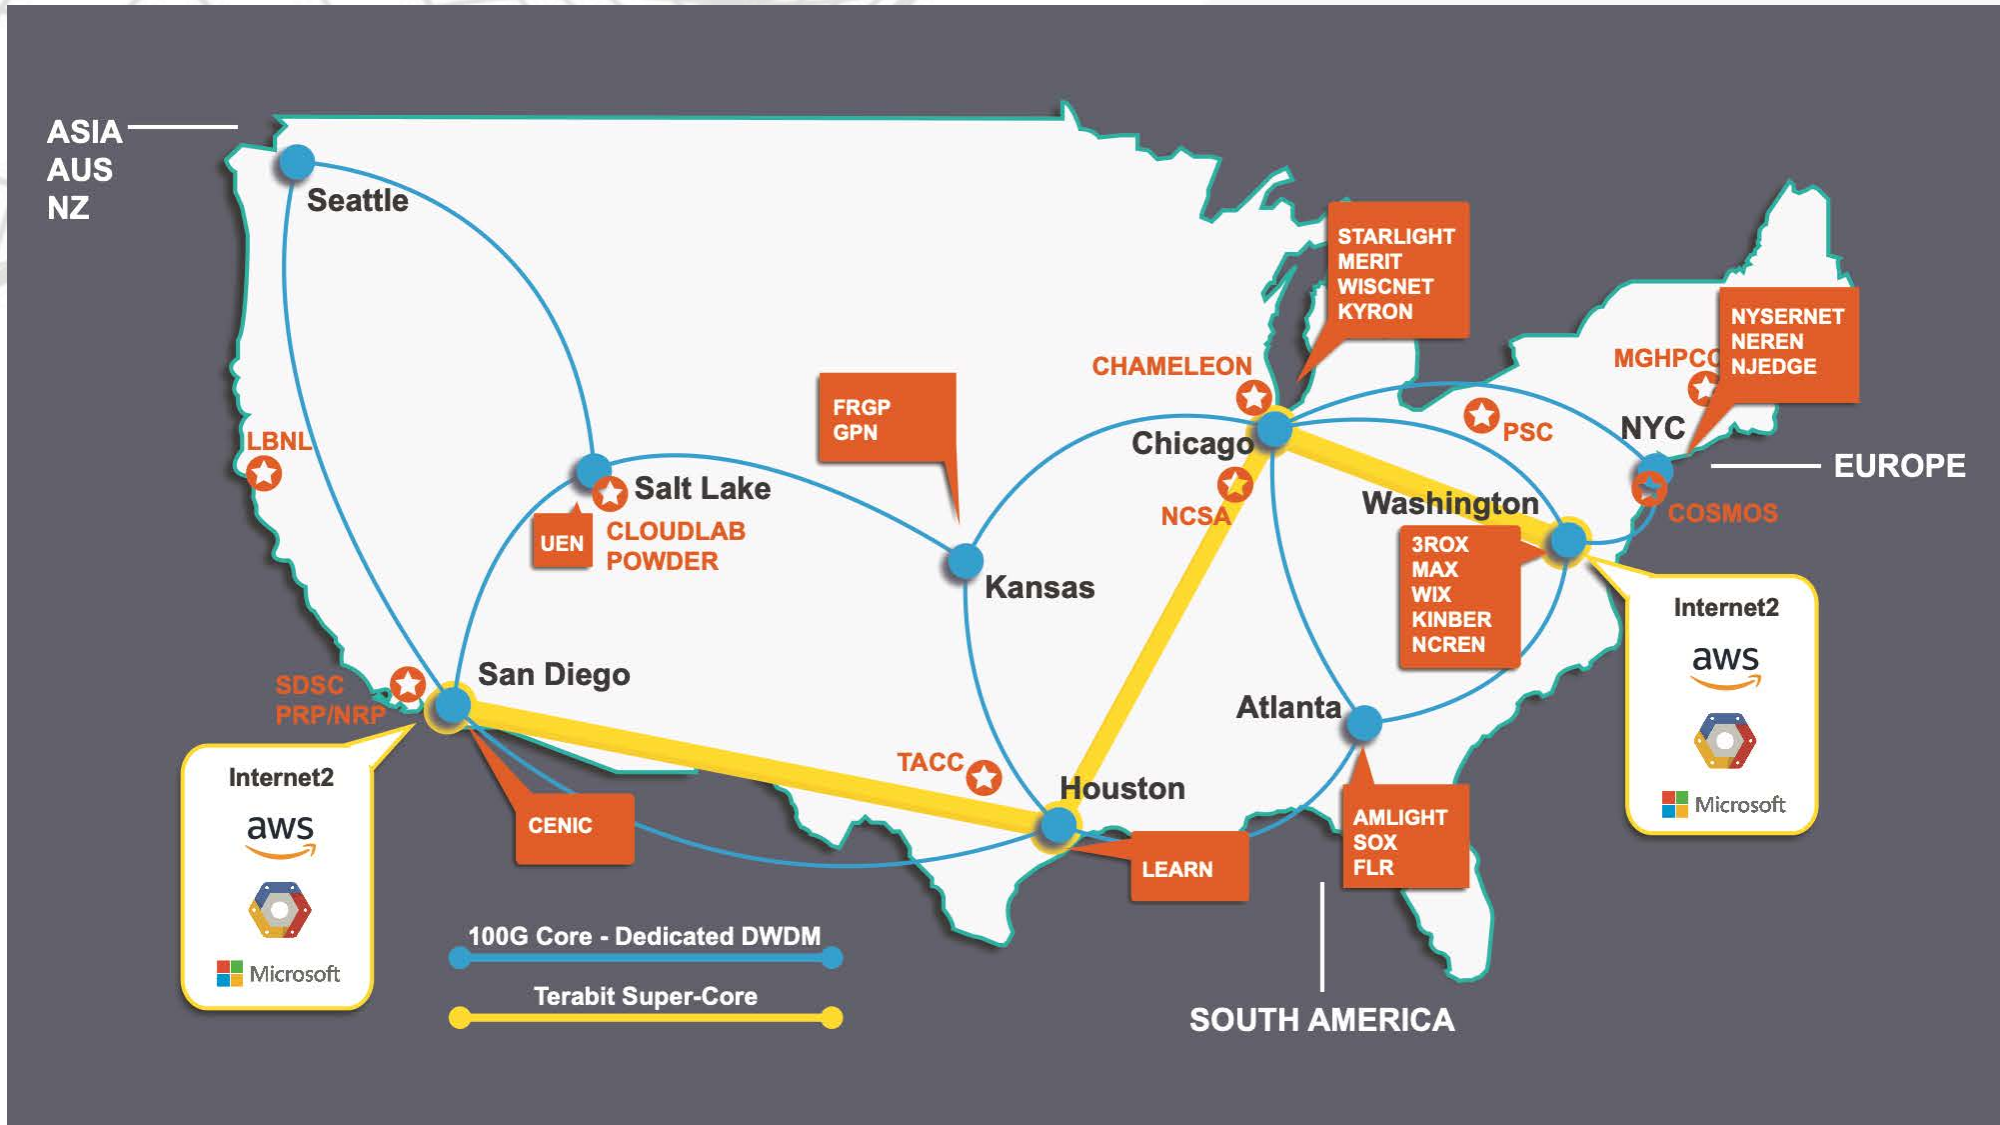 ASIA
AUS
NZ
Seattle
STARLIGHT
MERIT
WISCNET
KYRON
NYSERNET
NEREN
NJEDGE
MGHPCC
CHAMELEON
FRGP
GPN
LBNL
Chicago
PSC
NYC
EUROPE
Salt Lake
NCSA
Washington
COSMOS
UEN
CLOUDLAB
POWDER
Kansas
3ROX
MAX
WIX
KINBER
NCREN
Internet2
aws
Microsoft
San Diego
SDSC
PRP/NRP
Atlanta
TACC
Houston
Internet2
aws
Microsoft
CENIC
LEARN
AMLIGHT
SOX
FLR
100G Core - Dedicated DWDM
Terabit Super-Core
SOUTH AMERICA